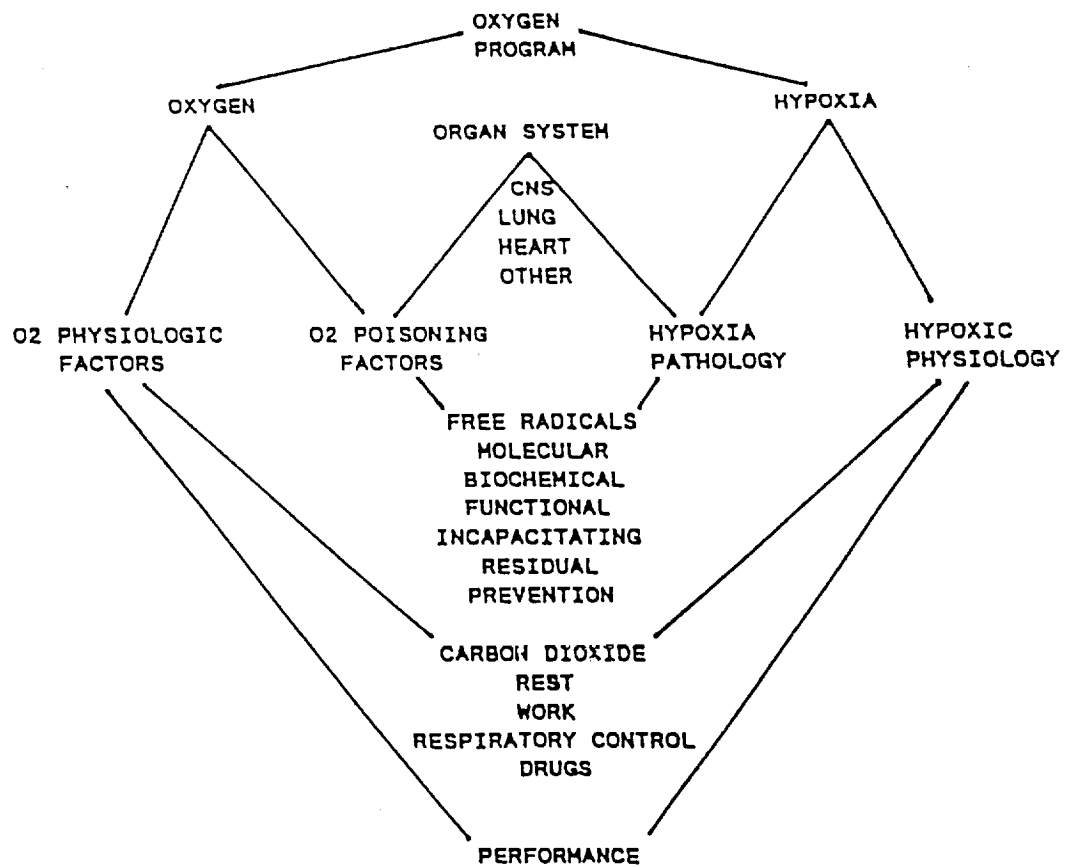 OXYGEN
PROGRAM
OXYGEN
HYPOXIA
ORGAN SYSTEM
CNS
LUNG
HEART
OTHER
O2 PHYSIOLOGIC
FACTORS
O2 POISONING
FACTORS
HYPOXIA
PATHOLOGY
HYPOXIC
PHYSIOLOGY
FREE RADICALS
MOLECULAR
BIOCHEMICAL
FUNCTIONAL
INCAPACITATING
RESIDUAL
PREVENTION
CARBON DIOXIDE
REST
WORK
RESPIRATORY CONTROL
DRUGS
PERFORMANCE